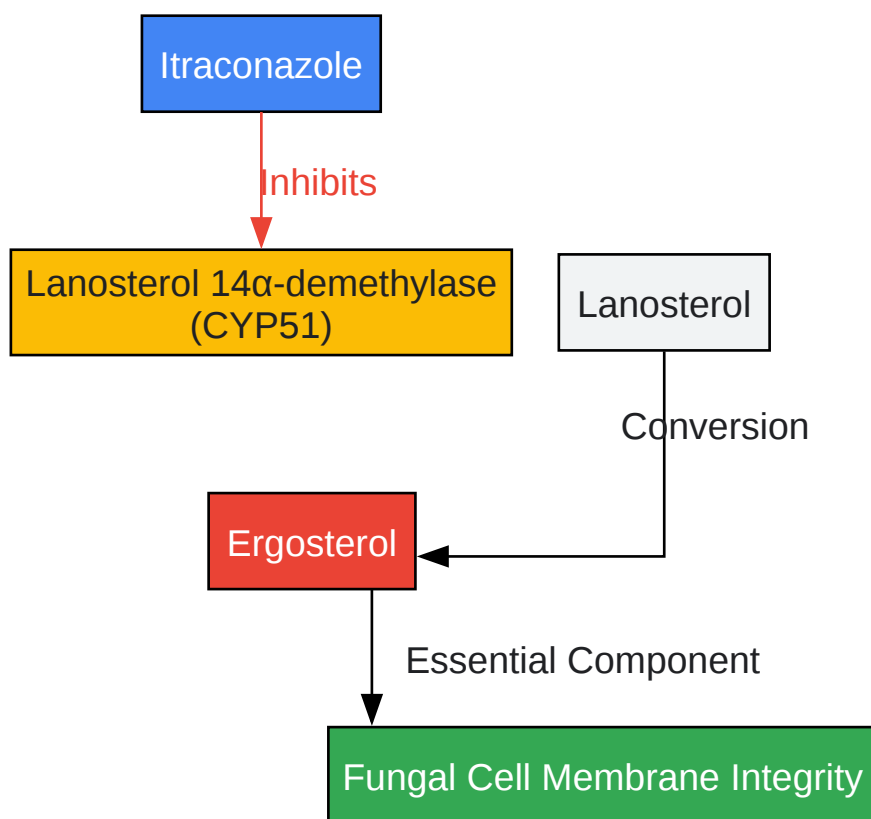 Itraconazole
Inhibits
Lanosterol 14α-demethylase
(CYP51)
Lanosterol
Conversion
Ergosterol
Essential Component
Fungal Cell Membrane Integrity